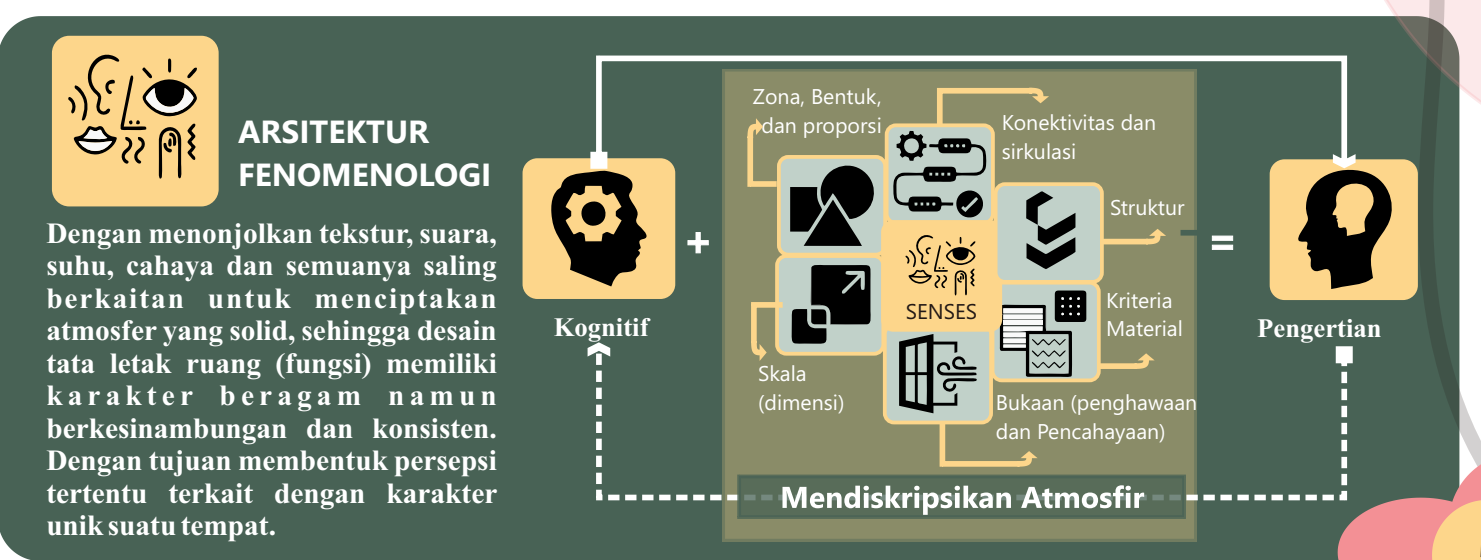 ARSITEKTUR
FENOMENOLOGI
Dengan menonjolkan tekstur, suara,
suhu, cahaya dan semuanya saling
berkaitan untuk menciptakan
atmosfer yang solid, sehingga desain
tata letak ruang (fungsi) memiliki
karakter beragam namun
berkesinambungan dan konsisten.
Dengan tujuan membentuk persepsi
tertentu terkait dengan karakter
unik suatu tempat.
Kognitif
+
Zona, Bentuk,
dan proporsi
Konektivitas dan
sirkulasi
Struktur
SENSES
Kriteria
Material
Skala
(dimensi)
Bukaan (penghawaan
dan Pencahayaan)
=
Pengertian
Mendiskripsikan Atmosfir